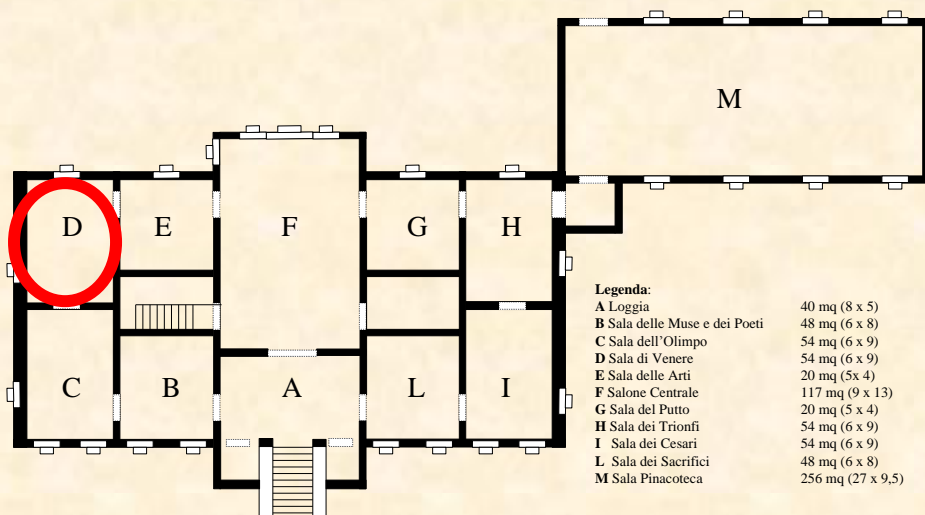 M
D
E
F
G
H
C
B
A
L
I
Legenda:
A Loggia 40 mq (8 x 5)
B Sala delle Muse e dei Poeti 48 mq (6 x 8)
C Sala dell'Olimpo 54 mq (6 x 9)
D Sala di Venere 54 mq (6 x 9)
E Sala delle Arti 20 mq (5x 4)
F Salone Centrale 117 mq (9 x 13)
G Sala del Putto 20 mq (5 x 4)
H Sala dei Trionfi 54 mq (6 x 9)
I Sala dei Cesari 54 mq (6 x 9)
L Sala dei Sacrifici 48 mq (6 x 8)
M Sala Pinacoteca 256 mq (27 x 9,5)